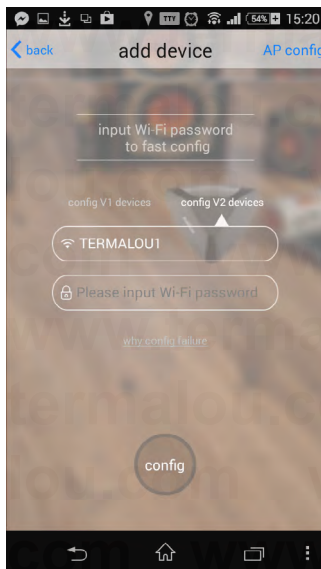 TTY 54% 15:20
back add device AP config
input Wi-Fi password
to fast config
config V1 devices config V2 devices
TERMALOU1
Please input Wi-Fi password
why config failure
config